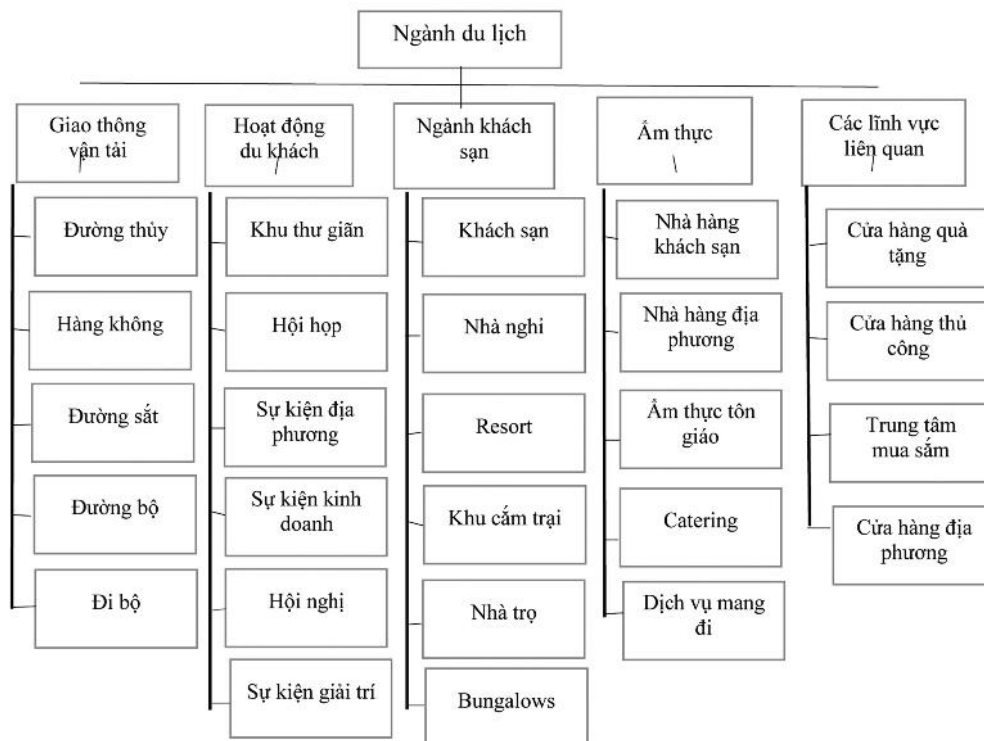 Ngành du lịch
Giao thông
vận tải
Đường thủy
Hàng không
Đường sắt
Đường bộ
Đi bộ
Hoạt động
du khách
Khu thư giãn
Hội họp
Sự kiện địa
phương
Sự kiện kinh
doanh
Hội nghị
Sự kiện giải trí
Ngành khách
sạn
Khách sạn
Nhà nghỉ
Resort
Khu cắm trại
Nhà trọ
Bungalows
Ẩm thực
Nhà hàng
khách sạn
Nhà hàng địa
phương
Ẩm thực tôn
giáo
Catering
Dịch vụ mang
đi
Các lĩnh vực
liên quan
Cửa hàng quà
tặng
Cửa hàng thủ
công
Trung tâm
mua sắm
Cửa hàng địa
phương